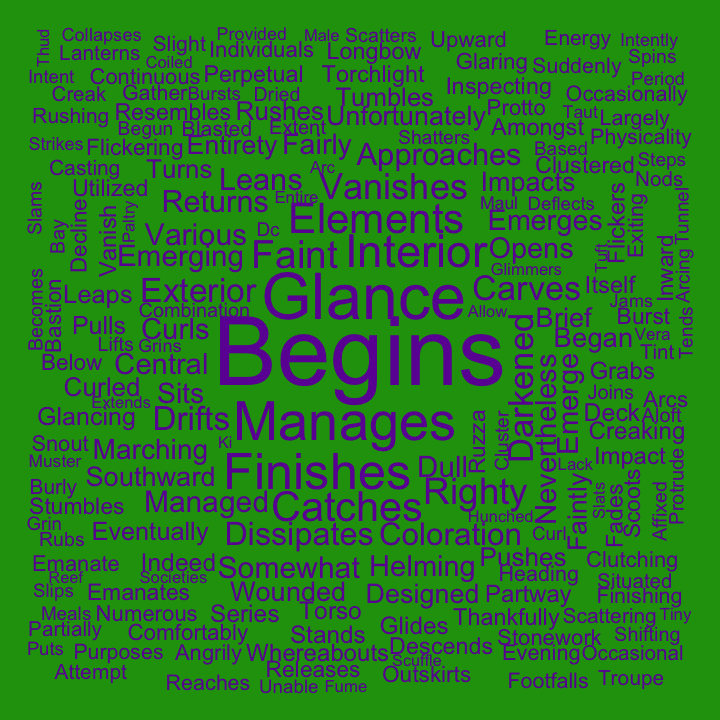 Thud
Collapses
Lanterns
Slight
Coiled
Provided
Individuals
Male
Scatters
Longbow
Upward
Glaring
Energy
Suddenly
Intently
Spins
Intent
Creak
Continuous
Gather
Bursts
Perpetual
Dried
Torchlight
Tumbles
Inspecting
Protto
Occasionally
Period
Rushing
Resembles
Rushes
Unfortunately
Amongst
Taut
Largely
Begun
Blasted
Extent
Strikes
Flickering
Entirety
Fairly
Shatters
Approaches
Based
Physicality
Clustered
Steps
Casting
Turns
Leans
Arc
Vanishes
Impacts
Nods
Utilized
Returns
Entire
Maul
Deflects
Slams
Bay
Decline
Vanish
Paltry
Various
Dc
Elements
Emerges
Flickers
Exiting
Inward
Tunnel
Arcing
Emerging
Faint
Interior
Opens
Tuft
Glimmers
Becomes
Bastion
Leaps
Exterior
Glance
Carves
Itself
Jams
Combination
Allow
Brief
Burst
Tends
Pulls
Curls
Begins
Darkened
Began
Vera
Lifts
Grins
Tint
Below
Central
Nevertheless
Emerge
Grabs
Curled
Sits
Joins
Arcs
Extends
Glancing
Drifts
Manages
Ruzza
Cluster
Deck
Aloft
Snout
Marching
Ki
Creaking
Muster
Southward
Finishes
Dull
Lack
Impact
Burly
Righty
Slats
Scoots
Affixed
Protrude
Stumbles
Managed
Catches
Hunched
Faintly
Fades
Grin
Rubs
Eventually
Dissipates
Coloration
Curl
Emanate
Indeed
Somewhat
Helming
Pushes
Clutching
Reef
Societies
Heading
Situated
Slips
Emanates
Wounded
Designed
Partway
Finishing
Meals
Numerous
Series
Torso
Glides
Thankfully
Scattering
Tiny
Partially
Comfortably
Stands
Stonework
Shifting
Puts
Purposes
Angrily
Whereabouts
Descends
Evening
Occasional
Scuffle
Attempt
Releases
Outskirts
Reaches
Unable
Fume
Footfalls
Troupe